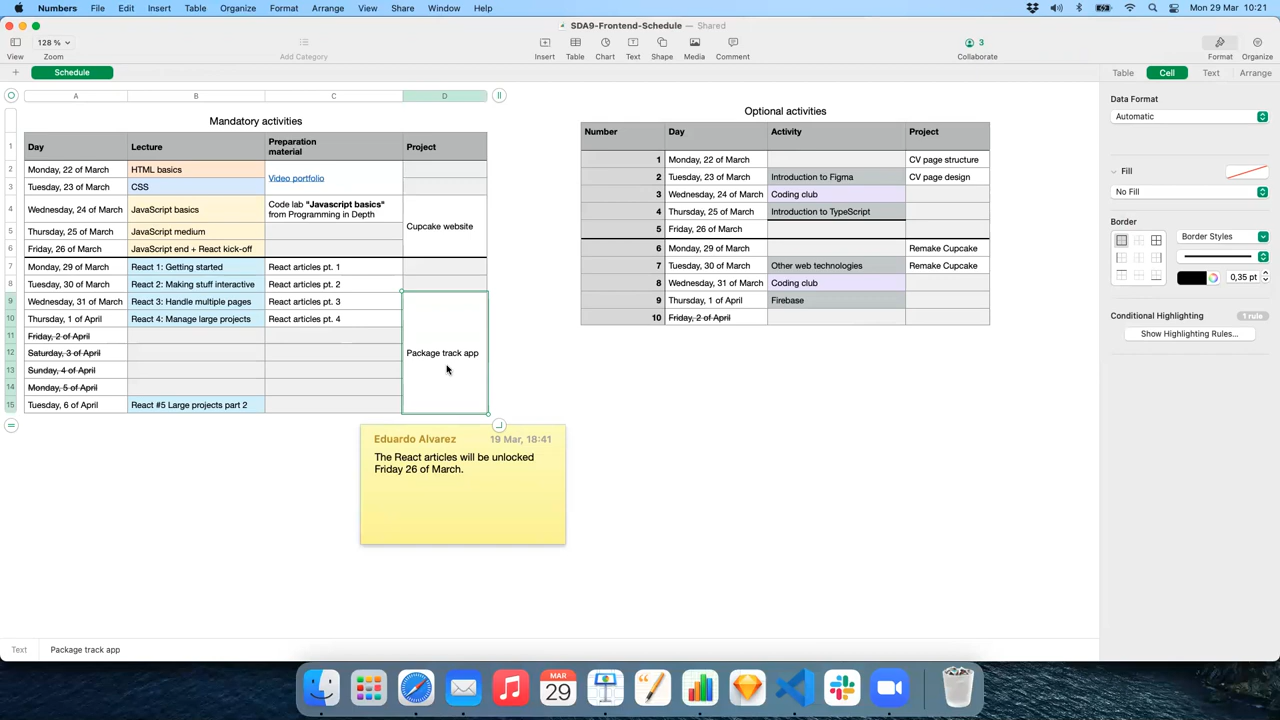 Numbers File Edit Insert Table Organize Format Arrange View Share Window Help
Mon 29 Mar 10:21
SDA9-Frontend-Schedule — Shared
128 %
3
View Zoom Add Category Insert Table Chart Text Shape Media Comment Collaborate Format Organize
Schedule
Table Cell Text Arrange
A B C D
Mandatory activities
Day Lecture Preparation material Project
1
2 Monday, 22 of March HTML basics Video portfolio
3 Tuesday, 23 of March CSS
4 Wednesday, 24 of March JavaScript basics Code lab "Javascript basics"
from Programming in Depth
Cupcake website
5 Thursday, 25 of March JavaScript medium
6 Friday, 26 of March JavaScript end + React kick-off
7 Monday, 29 of March React 1: Getting started React articles pt. 1
8 Tuesday, 30 of March React 2: Making stuff interactive React articles pt. 2
9 Wednesday, 31 of March React 3: Handle multiple pages React articles pt. 3
10 Thursday, 1 of April React 4: Manage large projects React articles pt. 4
11 Friday, 2 of April
12 Saturday, 3 of April Package track app
13 Sunday, 4 of April
14 Monday, 5 of April
15 Tuesday, 6 of April React #5 Large projects part 2
Eduardo Alvarez 19 Mar, 18:41
The React articles will be unlocked
Friday 26 of March.
Optional activities
Number Day Activity Project
1 Monday, 22 of March CV page structure
2 Tuesday, 23 of March Introduction to Figma CV page design
3 Wednesday, 24 of March Coding club
4 Thursday, 25 of March Introduction to TypeScript
5 Friday, 26 of March
6 Monday, 29 of March Remake Cupcake
7 Tuesday, 30 of March Other web technologies Remake Cupcake
8 Wednesday, 31 of March Coding club
9 Thursday, 1 of April Firebase
10 Friday, 2 of April
Data Format
Automatic
Fill
No Fill
Border
Border Styles
0,35 pt
Conditional Highlighting 1 rule
Show Highlighting Rules...
Text Package track app
MAR
29